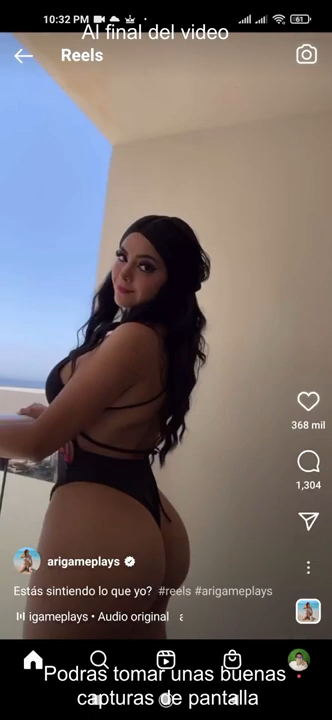 10:32 PM
61
Al final del video
Reels
368 mil
1,304
arigameplays
Estás sintiendo lo que yo? #reels #arigameplays
igameplays • Audio original
Podras tomar unas buenas
capturas de pantalla